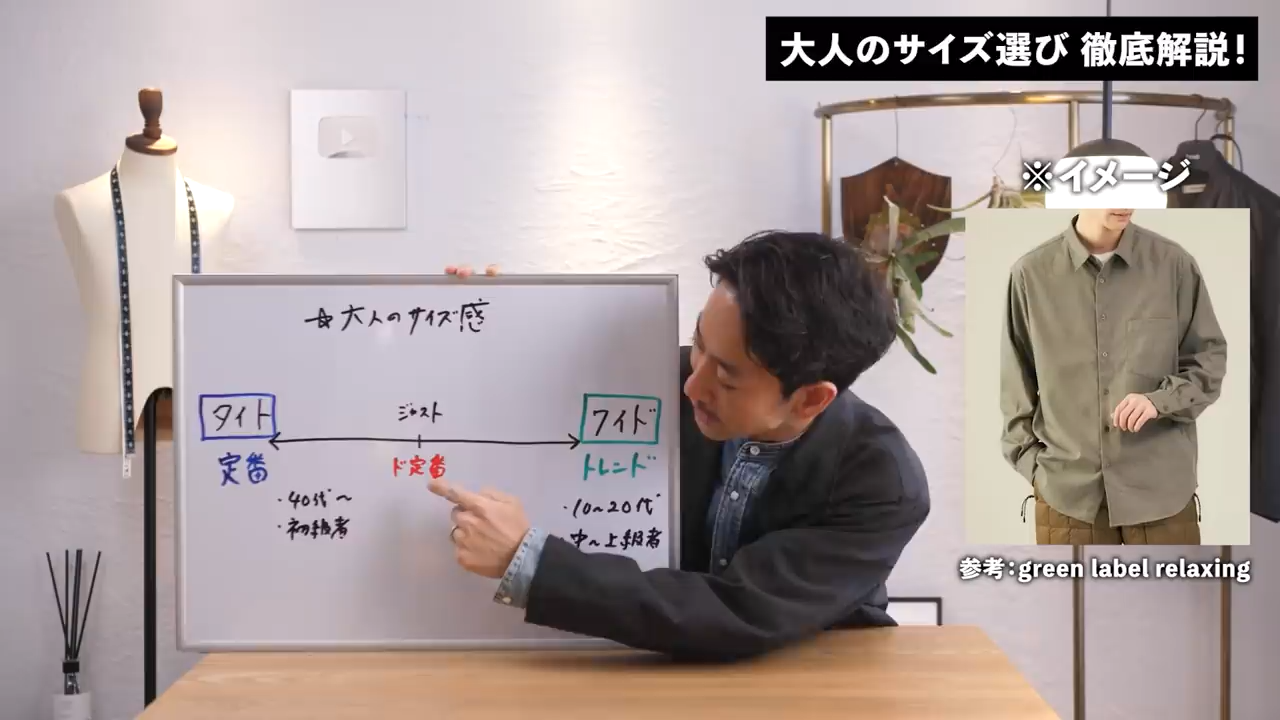 大人のサイズ選び 徹底解説!
※イメージ
☆大人のサイズ感
タイト
ジャスト
ワイド
定番
ド定番
トレンド
・40代～
・初級者
・10～20代
中～上級者
参考:green label relaxing